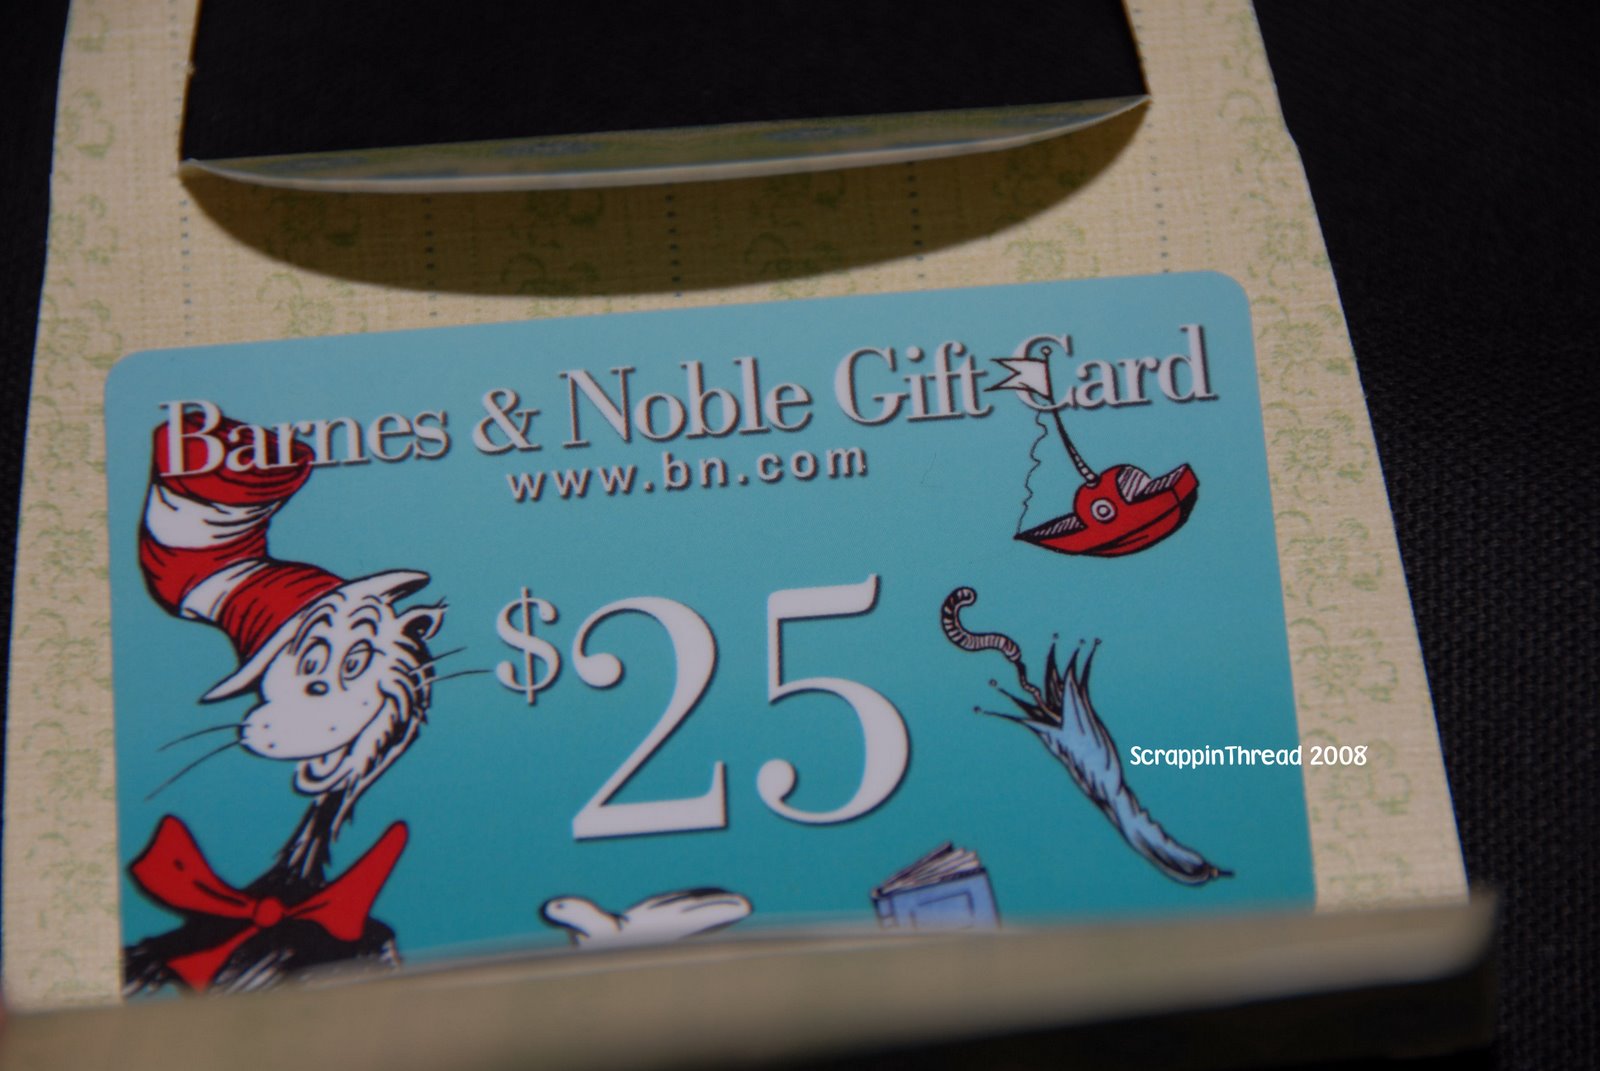 Barnes & Noble Gift Card
www.bn.com
$25
ScrappinThread 2008